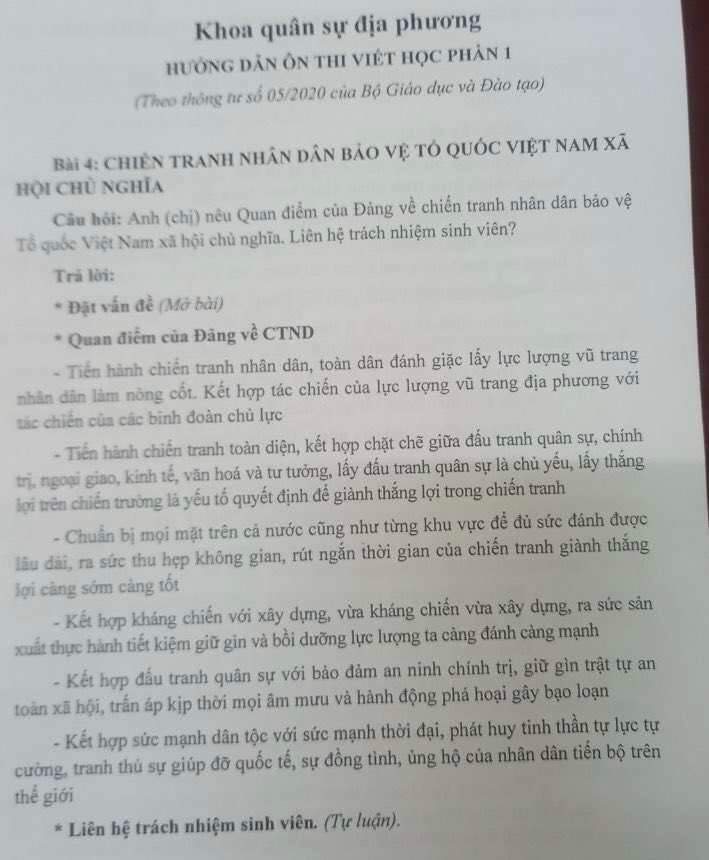 Khoa quân sự địa phương
HƯỚNG DẪN ÔN THI VIẾT HỌC PHẦN 1
(Theo thông tư số 05/2020 của Bộ Giáo dục và Đào tạo)
Bài 4: CHIẾN TRANH NHÂN DÂN BẢO VỆ TỔ QUỐC VIỆT NAM XÃ
HỘI CHỦ NGHĨA
Câu hỏi: Anh (chị) nêu Quan điểm của Đảng về chiến tranh nhân dân bảo vệ
Tổ quốc Việt Nam xã hội chủ nghĩa. Liên hệ trách nhiệm sinh viên?
Trả lời:
* Đặt vấn đề (Mở bài)
* Quan điểm của Đảng về CTND
- Tiến hành chiến tranh nhân dân, toàn dân đánh giặc lấy lực lượng vũ trang
nhân dân làm nòng cốt. Kết hợp tác chiến của lực lượng vũ trang địa phương với
tác chiến của các binh đoàn chủ lực
- Tiến hành chiến tranh toàn diện, kết hợp chặt chẽ giữa đấu tranh quân sự, chính
trị, ngoại giao, kinh tế, văn hoá và tư tưởng, lấy đấu tranh quân sự là chủ yếu, lấy thắng
lợi trên chiến trường là yếu tố quyết định để giành thắng lợi trong chiến tranh
- Chuẩn bị mọi mặt trên cả nước cũng như từng khu vực để đủ sức đánh được
lâu dài, ra sức thu hẹp không gian, rút ngắn thời gian của chiến tranh giành thắng
lợi càng sớm càng tốt
- Kết hợp kháng chiến với xây dựng, vừa kháng chiến vừa xây dựng, ra sức sản
xuất thực hành tiết kiệm giữ gìn và bồi dưỡng lực lượng ta càng đánh càng mạnh
- Kết hợp đấu tranh quân sự với bảo đảm an ninh chính trị, giữ gìn trật tự an
toàn xã hội, trấn áp kịp thời mọi âm mưu và hành động phá hoại gây bạo loạn
- Kết hợp sức mạnh dân tộc với sức mạnh thời đại, phát huy tinh thần tự lực tự
cường, tranh thủ sự giúp đỡ quốc tế, sự đồng tình, ủng hộ của nhân dân tiến bộ trên
thế giới
* Liên hệ trách nhiệm sinh viên. (Tự luận).